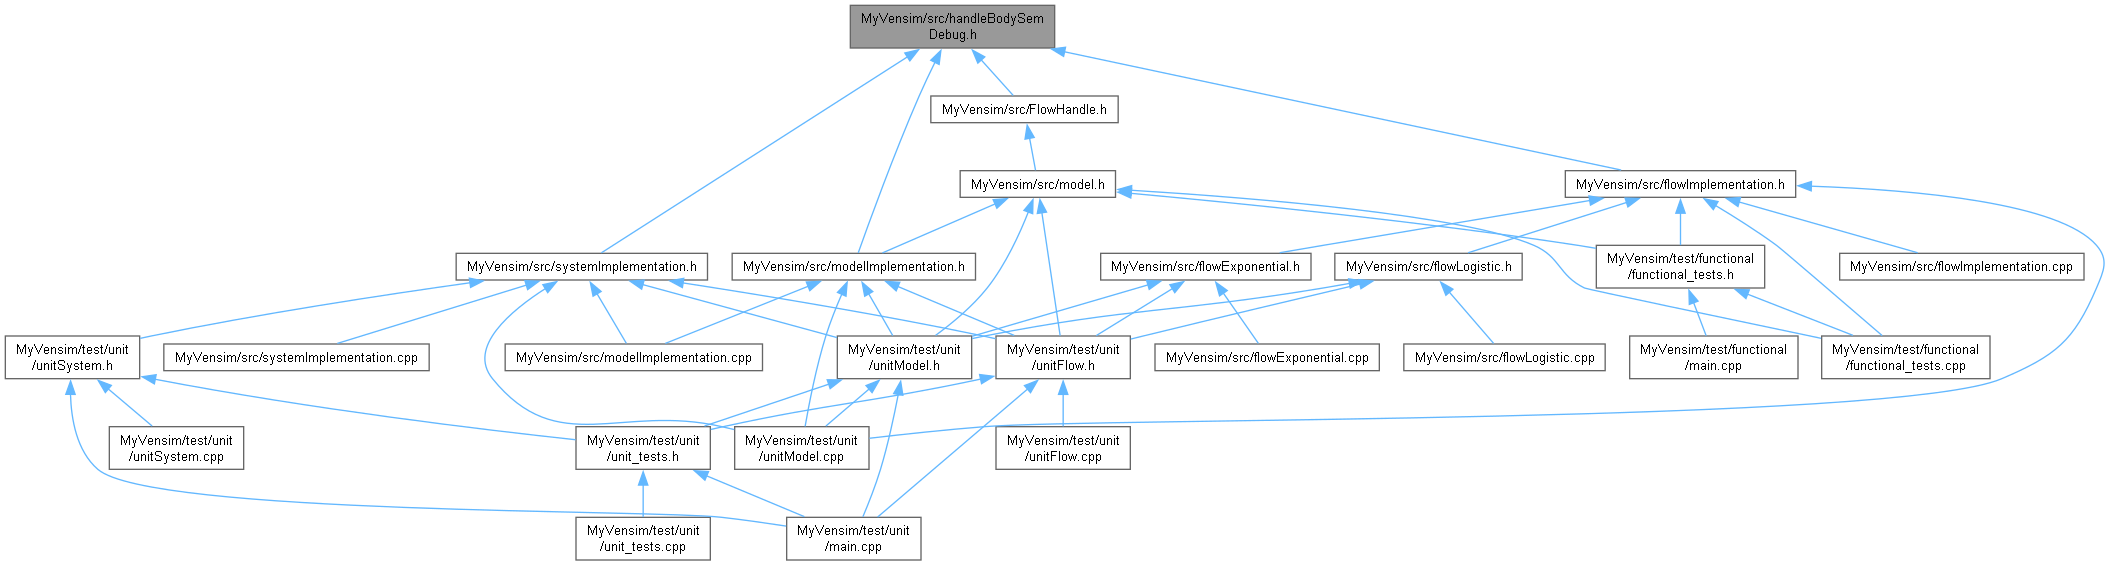 MyVensim/src/handleBodySem
Debug.h
MyVensim/src/FlowHandle.h
MyVensim/src/model.h
MyVensim/src/flowImplementation.h
MyVensim/src/systemImplementation.h
MyVensim/src/modelImplementation.h
MyVensim/src/flowExponential.h
MyVensim/src/flowLogistic.h
MyVensim/test/functional
/functional_tests.h
MyVensim/src/flowImplementation.cpp
MyVensim/test/unit
/unitSystem.h
MyVensim/src/systemImplementation.cpp
MyVensim/src/modelImplementation.cpp
MyVensim/test/unit
/unitModel.h
MyVensim/test/unit
/unitFlow.h
MyVensim/src/flowExponential.cpp
MyVensim/src/flowLogistic.cpp
MyVensim/test/functional
/main.cpp
MyVensim/test/functional
/functional_tests.cpp
MyVensim/test/unit
/unitSystem.cpp
MyVensim/test/unit
/unit_tests.h
MyVensim/test/unit
/unitModel.cpp
MyVensim/test/unit
/unitFlow.cpp
MyVensim/test/unit
/unit_tests.cpp
MyVensim/test/unit
/main.cpp